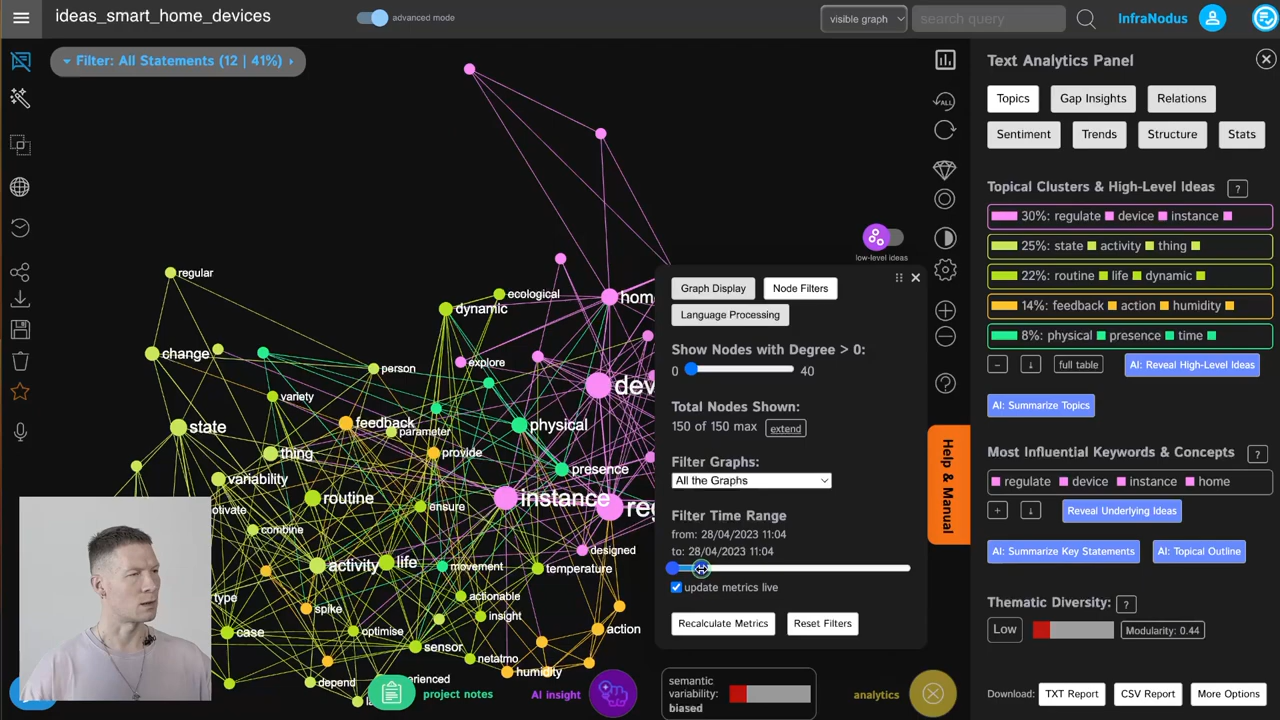 ideas_smart_home_devices
advanced mode
visible graph
search query
InfraNodus
Filter: All Statements (12 | 41%)
Text Analytics Panel
Topics
Gap Insights
Relations
Sentiment
Trends
Structure
Stats
Topical Clusters & High-Level Ideas ?
30%: regulate device instance
25%: state activity thing
22%: routine life dynamic
14%: feedback action humidity
8%: physical presence time
full table
AI: Reveal High-Level Ideas
AI: Summarize Topics
Most Influential Keywords & Concepts ?
regulate device instance home
Reveal Underlying Ideas
AI: Summarize Key Statements
AI: Topical Outline
Thematic Diversity: ?
Low
Modularity: 0.44
Download:
TXT Report
CSV Report
More Options
low-level ideas
Graph Display
Node Filters
Language Processing
Show Nodes with Degree > 0:
0
40
Total Nodes Shown:
150 of 150 max extend
Filter Graphs:
All the Graphs
Filter Time Range
from: 28/04/2023 11:04
to: 28/04/2023 11:04
update metrics live
Recalculate Metrics
Reset Filters
Help & Manual
semantic
variability:
biased
analytics
AI insight
project notes
regular
ecological
dynamic
hom
change
explore
person
dev
variety
state
feedback
parameter
physical
thing
provide
presence
variability
routine
instance
reg
otivate
ensure
combine
designed
activity
life
movement
temperature
type
actionable
spike
insight
case
optimise
action
sensor
netatmo
humidity
depend
erienced
la